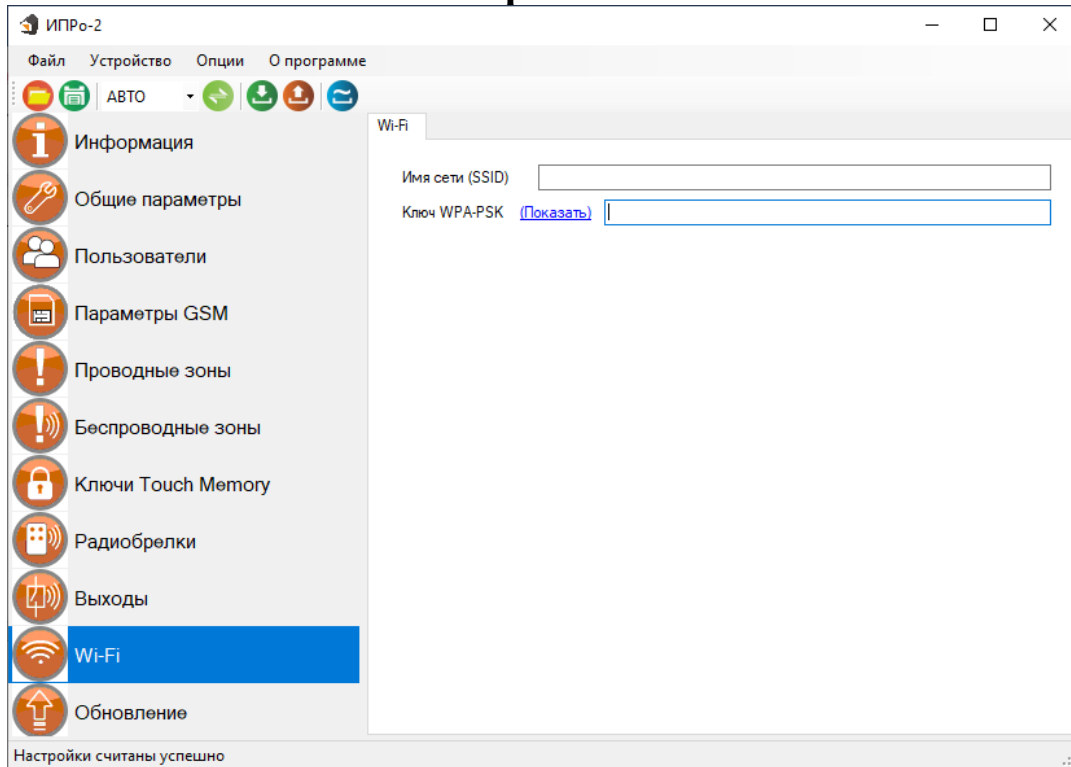 ИПРо-2
Файл Устройство Опции О программе
АВТО
Wi-Fi
Имя сети (SSID)
Ключ WPA-PSK (Показать)
Информация
Общие параметры
Пользователи
Параметры GSM
Проводные зоны
Беспроводные зоны
Ключи Touch Memory
Радиобрелки
Выходы
Wi-Fi
Обновление
Настройки считаны успешно